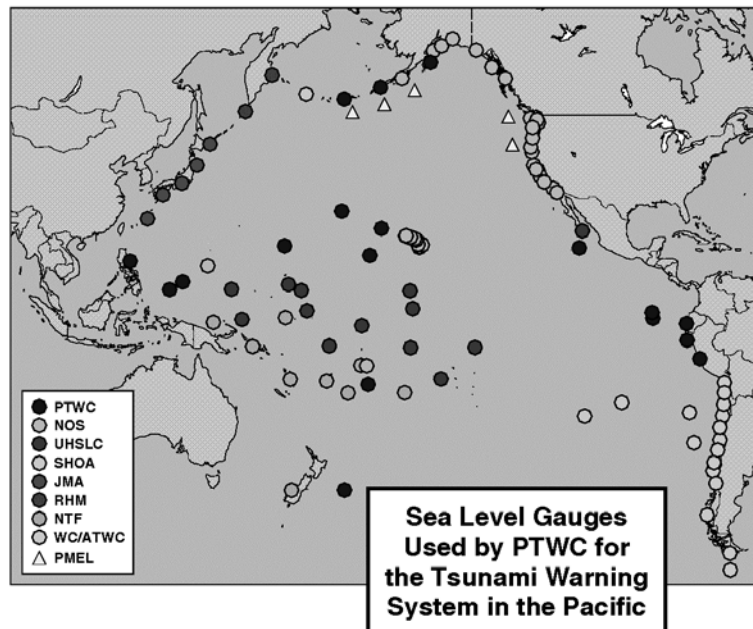 PTWC
NOS
UHSLC
SHOA
JMA
RHM
NTF
WC/ATWC
PMEL
Sea Level Gauges
Used by PTWC for
the Tsunami Warning
System in the Pacific